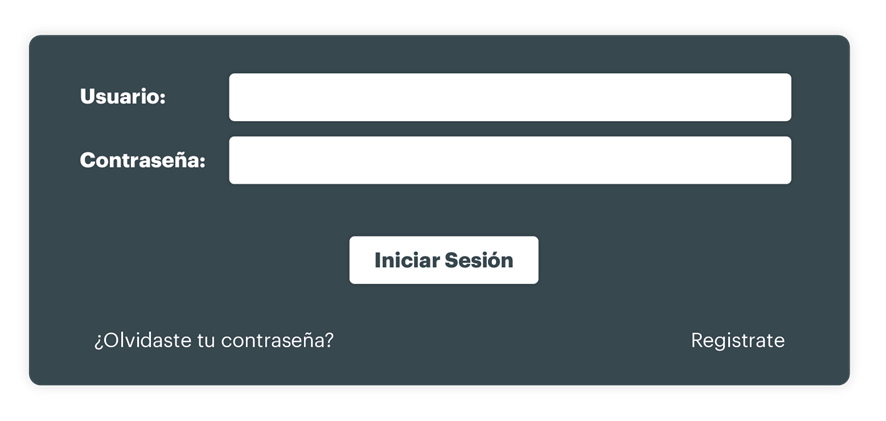 Usuario:
Contraseña:
Iniciar Sesión
¿Olvidaste tu contraseña?
Registrate